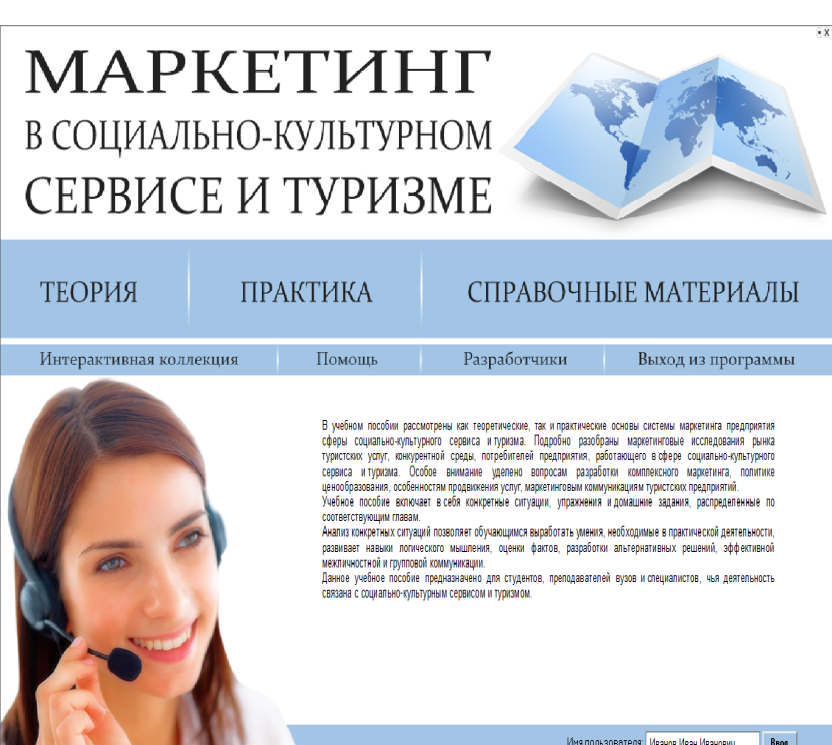 МАРКЕТИНГ
В СОЦИАЛЬНО-КУЛЬТУРНОМ
СЕРВИСЕ И ТУРИЗМЕ
ТЕОРИЯ ПРАКТИКА СПРАВОЧНЫЕ МАТЕРИАЛЫ
Интерактивная коллекция Помощь Разработчики Выход из программы
В учебном пособии рассмотрены как теоретические, так и практические основы системы маркетинга предприятия
сферы социально-культурного сервиса и туризма. Подробно разобраны маркетинговые исследования рынка
туристских услуг, конкурентной среды, потребителей предприятия, работающего в сфере социально-культурного
сервиса и туризма. Особое внимание уделено вопросам разработки комплексного маркетинга, политике
ценообразования, особенностям продвижения услуг, маркетинговым коммуникациям туристских предприятий.
Учебное пособие включает в себя конкретные ситуации, упражнения и домашние задания, распределенные по
соответствующим главам.
Анализ конкретных ситуаций позволяет обучающимся выработать умения, необходимые в практической деятельности,
развивает навыки логического мышления, оценки фактов, разработки альтернативных решений, эффективной
межличностной и групповой коммуникации.
Данное учебное пособие предназначено для студентов, преподавателей вузов и специалистов, чья деятельность
связана с социально-культурным сервисом и туризмом.
Имя пользователя: Иванов Иван Иванович Ввод